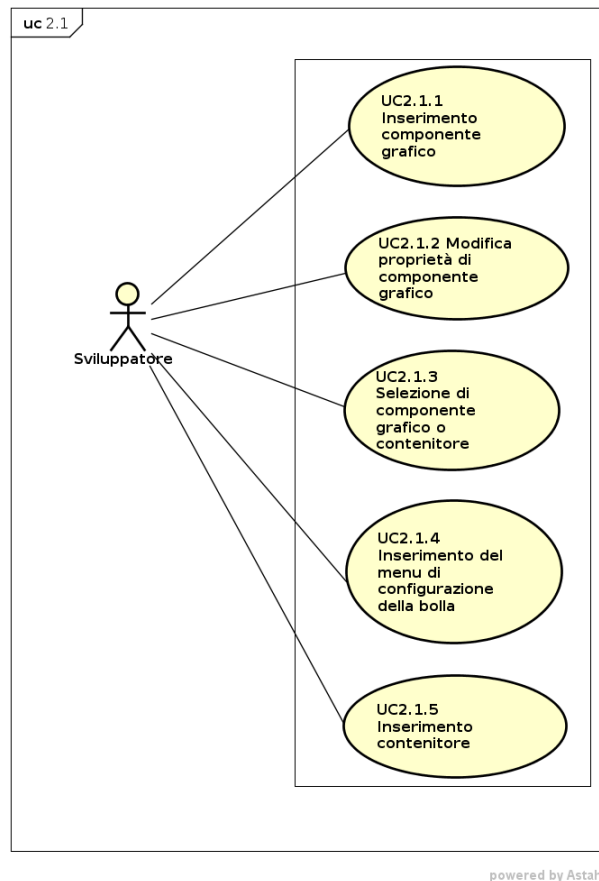 uc 2.1
UC2.1.1
Inserimento
componente
grafico
UC2.1.2 Modifica
proprietà di
componente
grafico
Sviluppatore
UC2.1.3
Selezione di
componente
grafico o
contenitore
UC2.1.4
Inserimento del
menu di
configurazione
della bolla
UC2.1.5
Inserimento
contenitore
powered by Astah